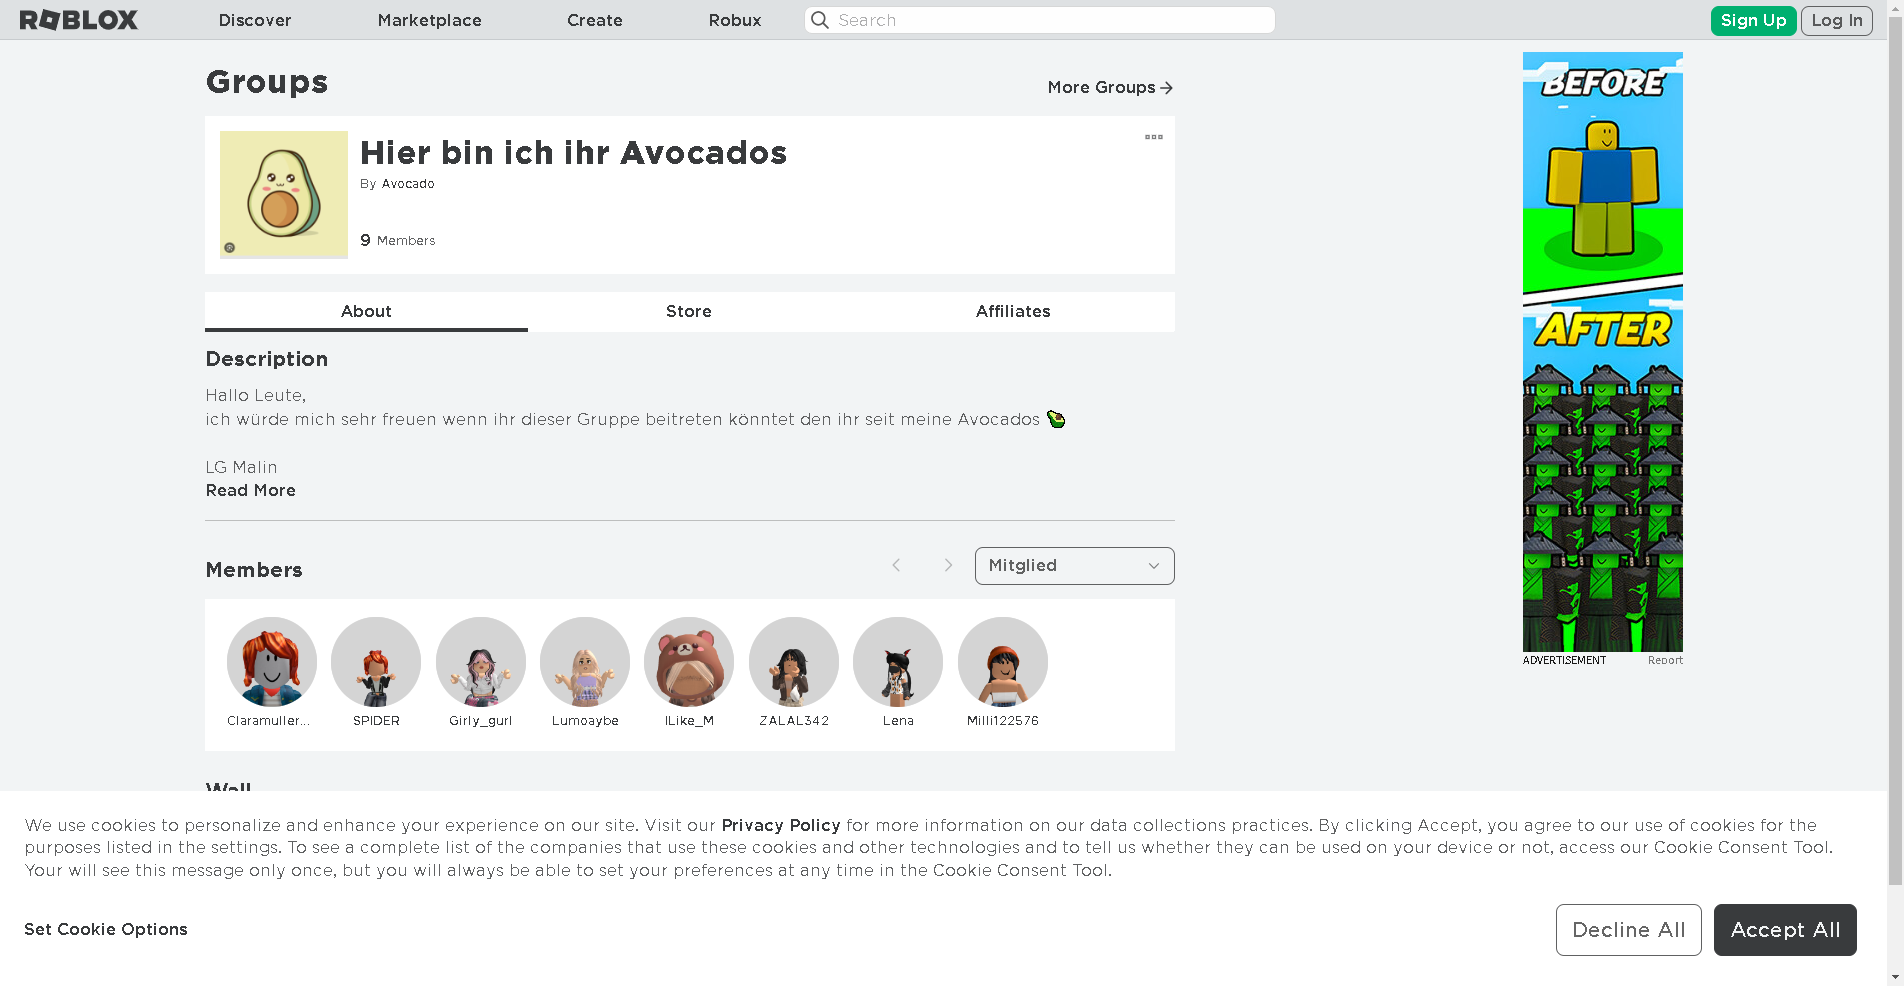 ROBLOX
Discover
Marketplace
Create
Robux
Search
Sign Up
Log In
Groups
More Groups
Hier bin ich ihr Avocados
By Avocado
9 Members
About
Store
Affiliates
Description
Hallo Leute,
ich würde mich sehr freuen wenn ihr dieser Gruppe beitreten könntet den ihr seit meine Avocados 🥑
LG Malin
Read More
Members
Mitglied
Claramuller...
SPIDER
Girly_gurl
Lumoaybe
ILike_M
ZALAL342
Lena
Milli122576
Wall
BEFORE
AFTER
ADVERTISEMENT
Report
We use cookies to personalize and enhance your experience on our site. Visit our Privacy Policy for more information on our data collections practices. By clicking Accept, you agree to our use of cookies for the
purposes listed in the settings. To see a complete list of the companies that use these cookies and other technologies and to tell us whether they can be used on your device or not, access our Cookie Consent Tool.
Your will see this message only once, but you will always be able to set your preferences at any time in the Cookie Consent Tool.
Set Cookie Options
Decline All
Accept All